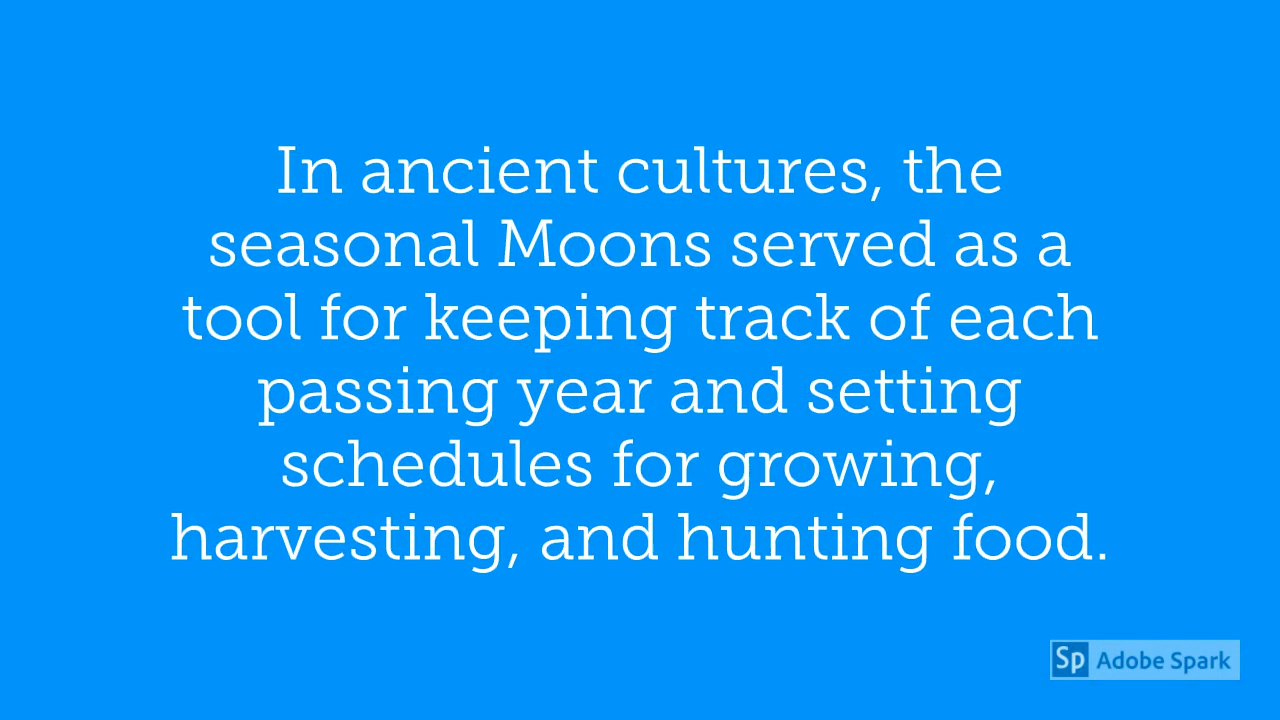 In ancient cultures, the
seasonal Moons served as a
tool for keeping track of each
passing year and setting
schedules for growing,
harvesting, and hunting food.
Sp Adobe Spark